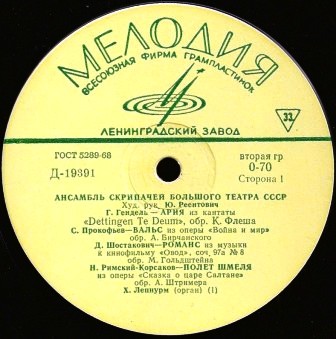 МЕЛОДИЯ
ВСЕСОЮЗНАЯ ФИРМА ГРАМПЛАСТИНОК
33
ЛЕНИНГРАДСКИЙ ЗАВОД
ГОСТ 5289-68
вторая гр
Д-19391
0-70
Сторона 1
АНСАМБЛЬ СКРИПАЧЕЙ БОЛЬШОГО ТЕАТРА СССР
Худ. рук. Ю. Реентович
Г. Гендель — АРИЯ из кантаты
«Dettingen Te Deum», обр. К. Флеша
С. Прокофьев — ВАЛЬС из оперы «Война и мир»
обр. А. Бирчанского
Д. Шостакович — РОМАНС из музыки
к кинофильму «Овод», соч. 97а № 8
обр. М. Гольдштейна
Н. Римский-Корсаков — ПОЛЕТ ШМЕЛЯ
из оперы «Сказка о царе Салтане»
обр. А. Штримера
Х. Лепнурм (орган) (1)